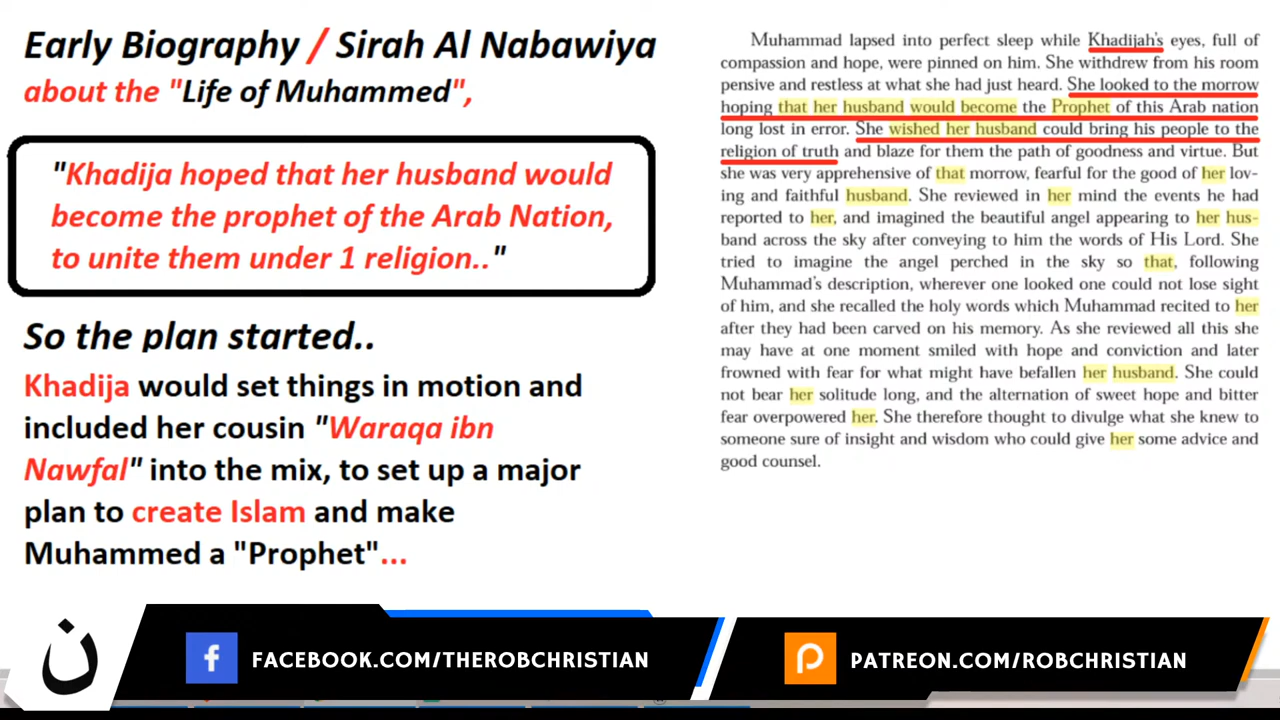 Early Biography / Sirah Al Nabawiya
about the "Life of Muhammed",
"Khadija hoped that her husband would
become the prophet of the Arab Nation,
to unite them under 1 religion.."
So the plan started..
Khadija would set things in motion and
included her cousin "Waraqa ibn
Nawfal" into the mix, to set up a major
plan to create Islam and make
Muhammed a "Prophet"...
Muhammad lapsed into perfect sleep while Khadijah's eyes, full of
compassion and hope, were pinned on him. She withdrew from his room
pensive and restless at what she had just heard. She looked to the morrow
hoping that her husband would become the Prophet of this Arab nation
long lost in error. She wished her husband could bring his people to the
religion of truth and blaze for them the path of goodness and virtue. But
she was very apprehensive of that morrow, fearful for the good of her lov-
ing and faithful husband. She reviewed in her mind the events he had
reported to her, and imagined the beautiful angel appearing to her hus-
band across the sky after conveying to him the words of His Lord. She
tried to imagine the angel perched in the sky so that, following
Muhammad's description, wherever one looked one could not lose sight
of him, and she recalled the holy words which Muhammad recited to her
after they had been carved on his memory. As she reviewed all this she
may have at one moment smiled with hope and conviction and later
frowned with fear for what might have befallen her husband. She could
not bear her solitude long, and the alternation of sweet hope and bitter
fear overpowered her. She therefore thought to divulge what she knew to
someone sure of insight and wisdom who could give her some advice and
good counsel.
ن
FACEBOOK.COM/THEROBCHRISTIAN
PATREON.COM/ROBCHRISTIAN